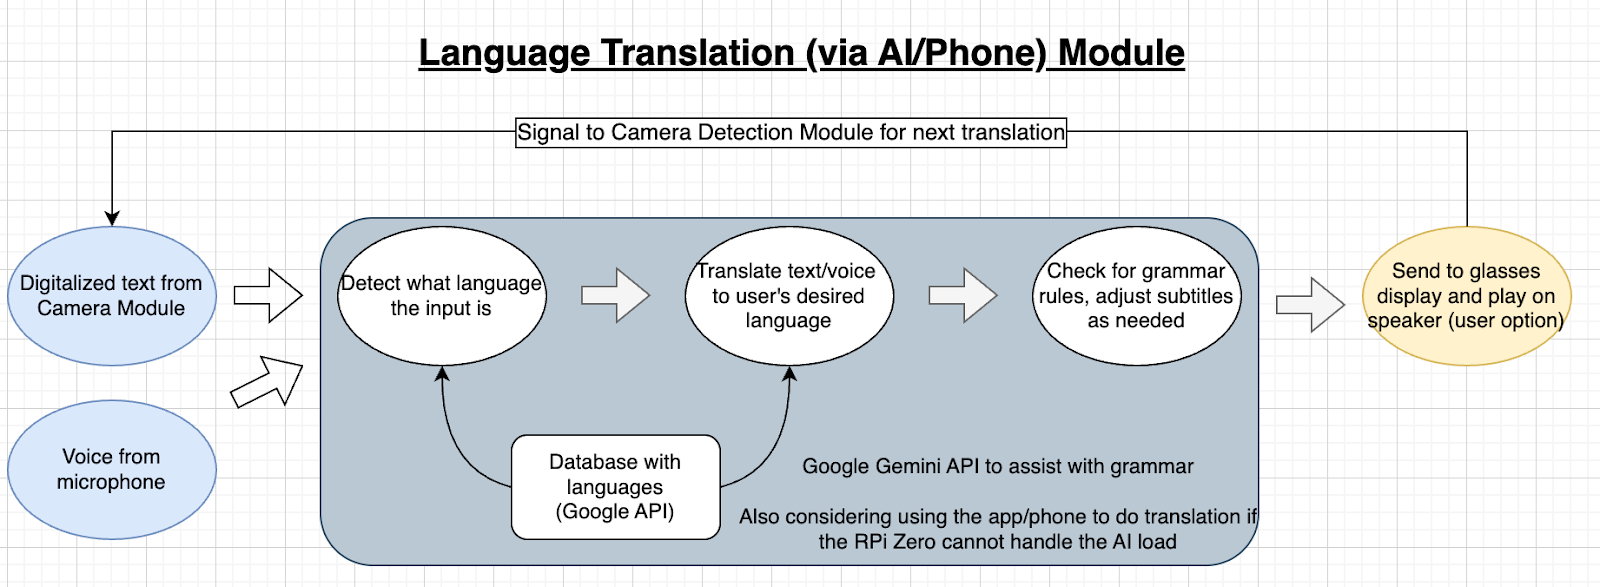 Language Translation (via AI/Phone) Module
Signal to Camera Detection Module for next translation
Digitalized text from
Camera Module
Voice from
microphone
Detect what language
the input is
Translate text/voice
to user's desired
language
Check for grammar
rules, adjust subtitles
as needed
Send to glasses
display and play on
speaker (user option)
Database with
languages
(Google API)
Google Gemini API to assist with grammar
Also considering using the app/phone to do translation if
the RPi Zero cannot handle the AI load